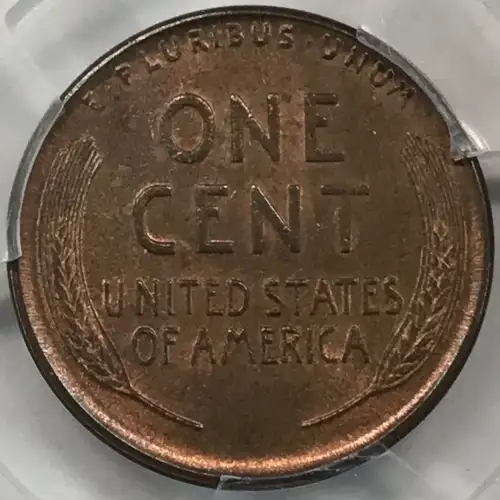 E·PLURIBUS·UNUM
ONE
CENT
UNITED STATES
OF AMERICA